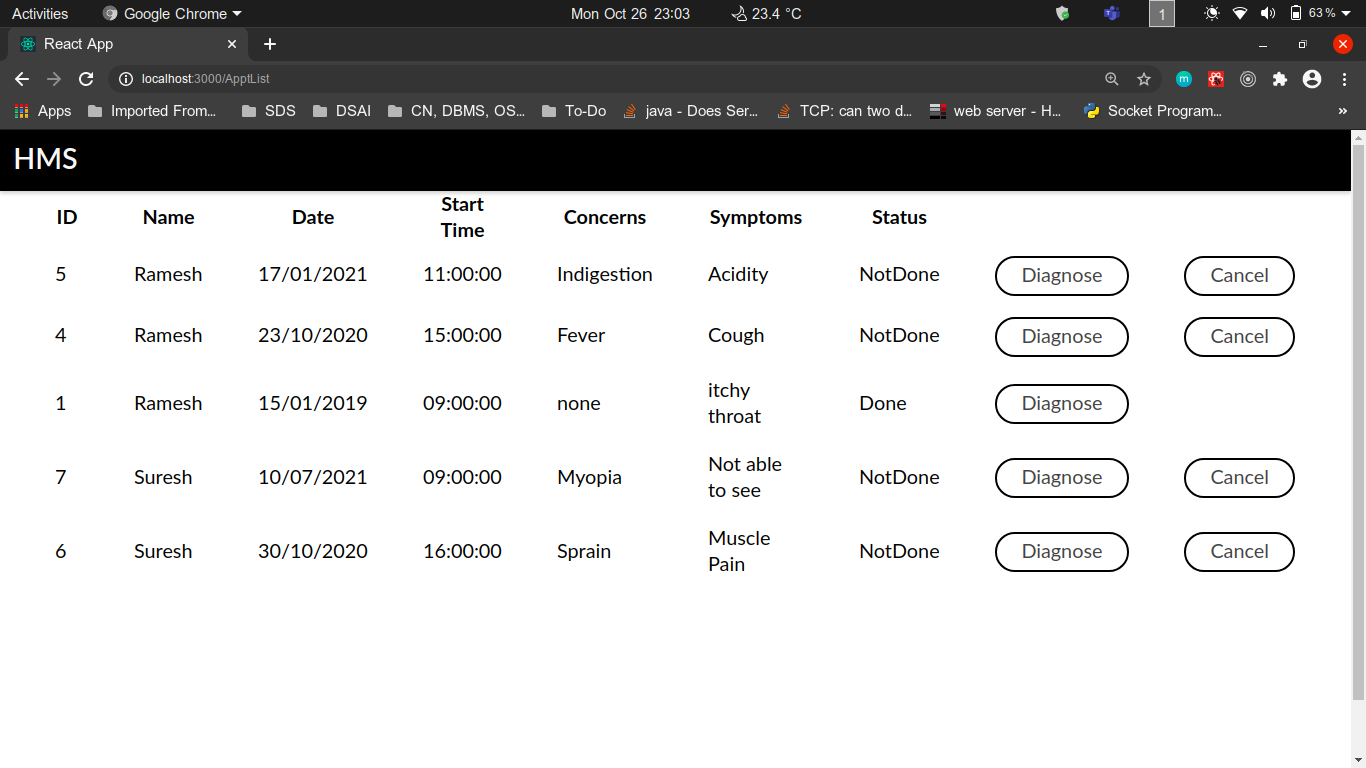 Activities Google Chrome Mon Oct 26 23:03 23.4 °C 1 63 %
React App
localhost:3000/ApptList m
Apps Imported From... SDS DSAI CN, DBMS, OS... To-Do java - Does Ser... TCP: can two d... web server - H... Socket Program... »
HMS
ID Name Date Start Time Concerns Symptoms Status
5 Ramesh 17/01/2021 11:00:00 Indigestion Acidity NotDone Diagnose Cancel
4 Ramesh 23/10/2020 15:00:00 Fever Cough NotDone Diagnose Cancel
1 Ramesh 15/01/2019 09:00:00 none itchy throat Done Diagnose
7 Suresh 10/07/2021 09:00:00 Myopia Not able to see NotDone Diagnose Cancel
6 Suresh 30/10/2020 16:00:00 Sprain Muscle Pain NotDone Diagnose Cancel